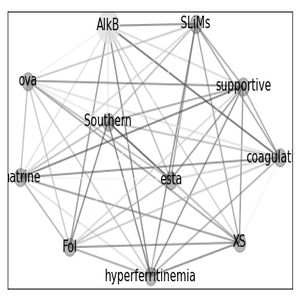 AlkB
SLiMs
ova
supportive
Southern
coagulat
natrine
esta
Fol
XS
hyperferritinemia